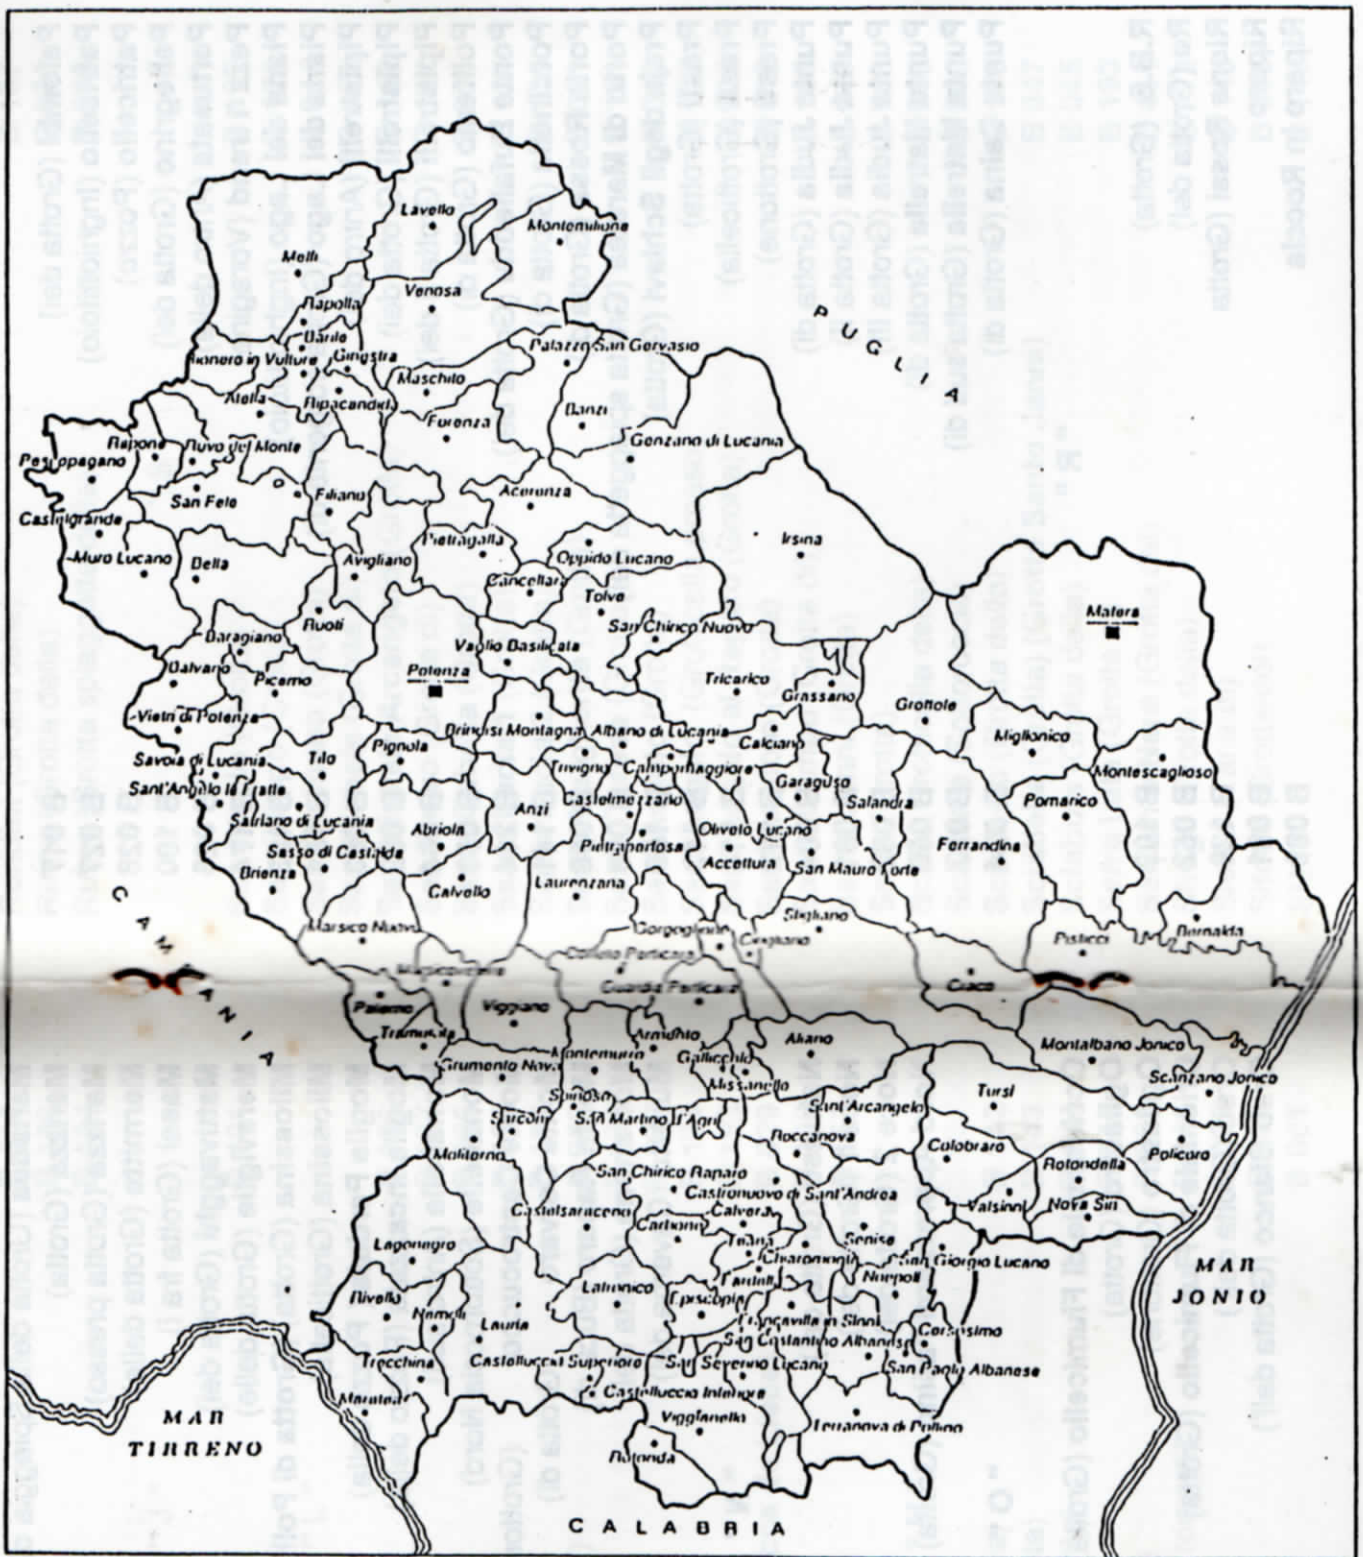 Lavello
Montemilione
Melfi
Venosa
Rapolla
PUGLIA
Barile
Palazzo San Gervasio
Rionero in Vulture
Ginestra
Maschito
Atella
Ripacandida
Banzi
Forenza
Genzano di Lucania
Rapone
Ruvo del Monte
Pescopagano
San Fele
Filiano
Acerenza
Castelgrande
Pietragalla
Irsina
Muro Lucano
Bella
Avigliano
Oppido Lucano
Cancellara
Tolve
Matera
Ruoti
San Chirico Nuovo
Baragiano
Vaglio Basilicata
Balvano
Picerno
Potenza
Tricarico
Grassano
Grottole
Vietri di Potenza
Brindisi Montagna
Albano di Lucania
Calciano
Miglionico
Pignola
Savoia di Lucania
Tito
Trivigno
Campomaggiore
Montescaglioso
Sant'Angelo le Fratte
Garaguso
Castelmezzano
Salandra
Pomarico
Anzi
Satriano di Lucania
Abriola
Oliveto Lucano
Pietrapertosa
Ferrandina
Sasso di Castalda
Accettura
San Mauro Forte
Brienza
Calvello
Laurenzana
CAMPANIA
Stigliano
Marsico Nuovo
Gorgoglione
Cirigliano
Pisticci
Bernalda
Corleto Perticara
Marsicovetere
Guardia Perticara
Craco
Paterno
Viggiano
Tramutola
Armento
Aliano
Montalbano Jonico
Montemurro
Gallicchio
Grumento Nova
Missanello
Scanzano Jonico
Tursi
Spinoso
Sant'Arcangelo
Sarconi
San Martino d'Agri
Roccanova
Colobraro
Policoro
Moliterno
Rotondella
San Chirico Raparo
Castronuovo di Sant'Andrea
Valsinni
Nova Siri
Castelsaraceno
Calvera
Carbone
Teana
Senise
Lagonegro
Chiaromonte
San Giorgio Lucano
Fardella
Noepoli
MAR
JONIO
Latronico
Rivello
Episcopia
Nemoli
Francavilla in Sinni
Lauria
Cersosimo
San Costantino Albanese
Trecchina
Castelluccio Superiore
San Severino Lucano
San Paolo Albanese
Castelluccio Inferiore
Maratea
Viggianello
Terranova di Pollino
MAR
TIRRENO
Rotonda
CALABRIA